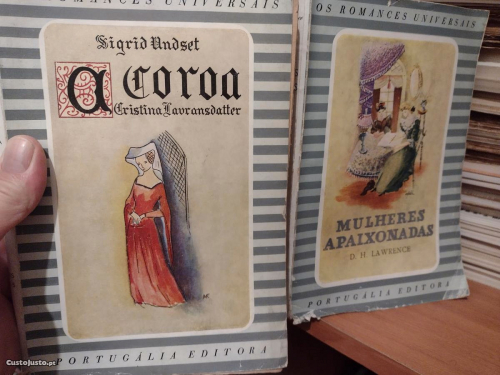 OS ROMANCES UNIVERSAIS
Sigrid Undset
A COROA
Cristina Lavransdatter
PORTUGÁLIA EDITORA
OS ROMANCES UNIVERSAIS
MULHERES
APAIXONADAS
D. H. LAWRENCE
PORTUGÁLIA EDITORA
CustoJusto.pt